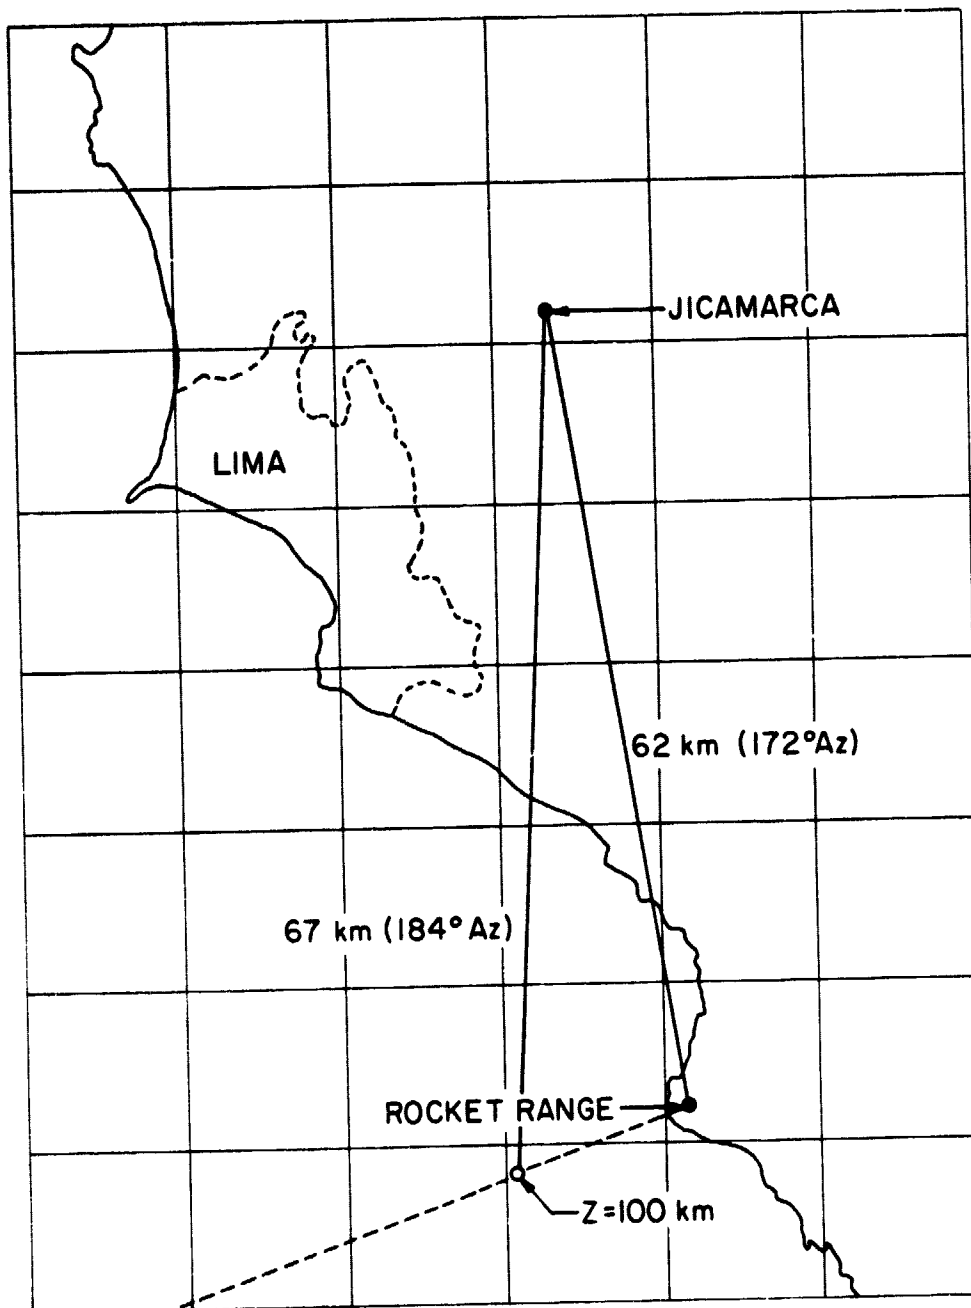 JICAMARCA
LIMA
62 km (172°Az)
67 km (184° Az)
ROCKET RANGE
Z=100 km